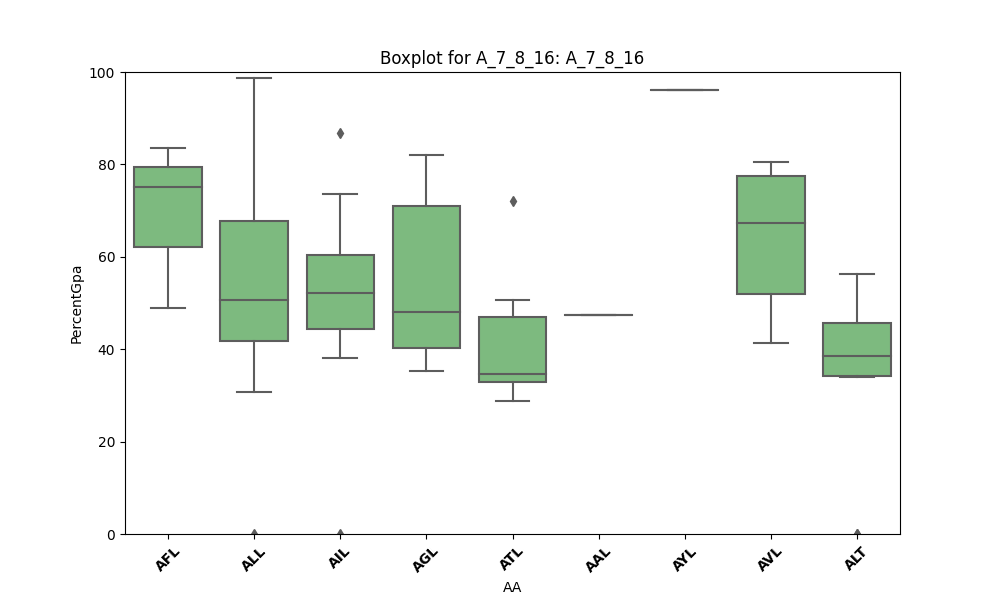 Boxplot for A_7_8_16: A_7_8_16
100
80
60
40
20
0
PercentGpa
AFL
ALL
AIL
AGL
ATL
AAL
AYL
AVL
ALT
AA